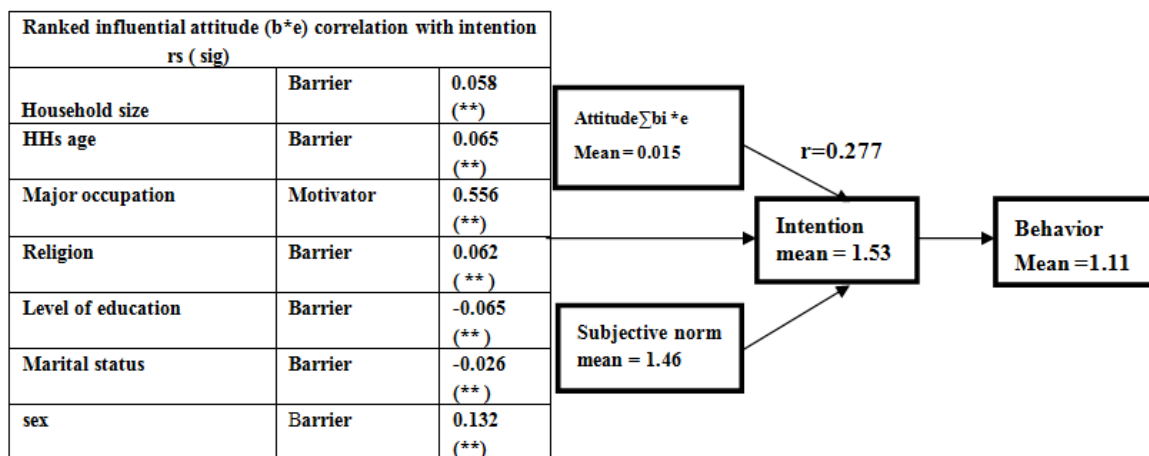 Ranked influential attitude (b*e) correlation with intention
rs ( sig)
Household size Barrier 0.058
(**)
HHs age Barrier 0.065
(**)
Major occupation Motivator 0.556
(**)
Religion Barrier 0.062
( **)
Level of education Barrier -0.065
(** )
Marital status Barrier -0.026
(** )
sex Barrier 0.132
(**)
Attitude∑bi *e
Mean = 0.015
r=0.277
Intention
mean = 1.53
Behavior
Mean =1.11
Subjective norm
mean = 1.46